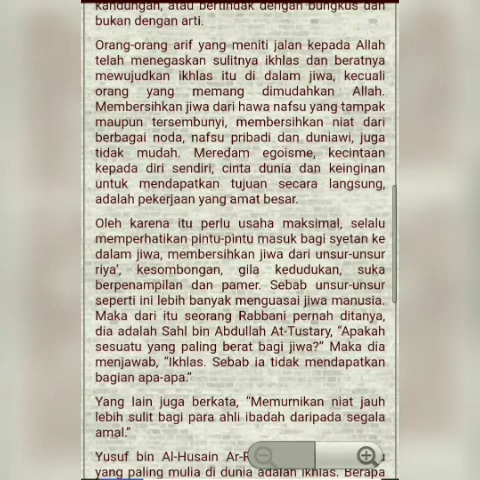 kandungan, atau bertindak dengan bungkus dan
bukan dengan arti.
Orang-orang arif yang meniti jalan kepada Allah
telah menegaskan sulitnya ikhlas dan beratnya
mewujudkan ikhlas itu di dalam jiwa, kecuali
orang yang memang dimudahkan Allah.
Membersihkan jiwa dari hawa nafsu yang tampak
maupun tersembunyi, membersihkan niat dari
berbagai noda, nafsu pribadi dan duniawi, juga
tidak mudah. Meredam egoisme, kecintaan
kepada diri sendiri, cinta dunia dan keinginan
untuk mendapatkan tujuan secara langsung,
adalah pekerjaan yang amat besar.
Oleh karena itu perlu usaha maksimal, selalu
memperhatikan pintu-pintu masuk bagi syetan ke
dalam jiwa, membersihkan jiwa dari unsur-unsur
riya', kesombongan, gila kedudukan, suka
berpenampilan dan pamer. Sebab unsur-unsur
seperti ini lebih banyak menguasai jiwa manusia.
Maka dari itu seorang Rabbani pernah ditanya,
dia adalah Sahl bin Abdullah At-Tustary, "Apakah
sesuatu yang paling berat bagi jiwa?" Maka dia
menjawab, "Ikhlas. Sebab ia tidak mendapatkan
bagian apa-apa."
Yang lain juga berkata, "Memurnikan niat jauh
lebih sulit bagi para ahli ibadah daripada segala
amal."
Yusuf bin Al-Husain
yang paling mulia di dunia adalah ikhlas. Berapa